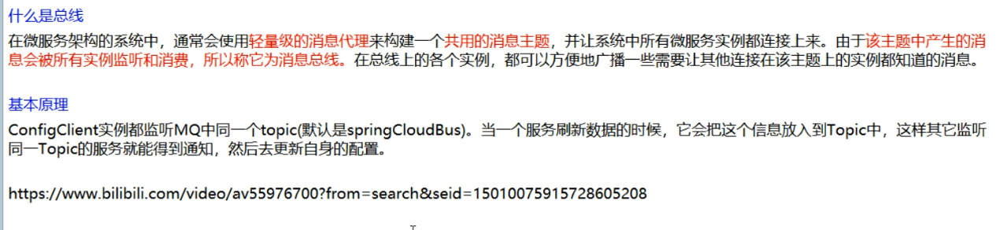 什么是总线
在微服务架构的系统中，通常会使用轻量级的消息代理来构建一个共用的消息主题，并让系统中所有微服务实例都连接上来。由于该主题中产生的消
息会被所有实例监听和消费，所以称它为消息总线。在总线上的各个实例，都可以方便地广播一些需要让其他连接在该主题上的实例都知道的消息。
基本原理
ConfigClient实例都监听MQ中同一个topic(默认是springCloudBus)。当一个服务刷新数据的时候，它会把这个信息放入到Topic中，这样其它监听
同一Topic的服务就能得到通知，然后去更新自身的配置。
https://www.bilibili.com/video/av55976700?from=search&seid=15010075915728605208